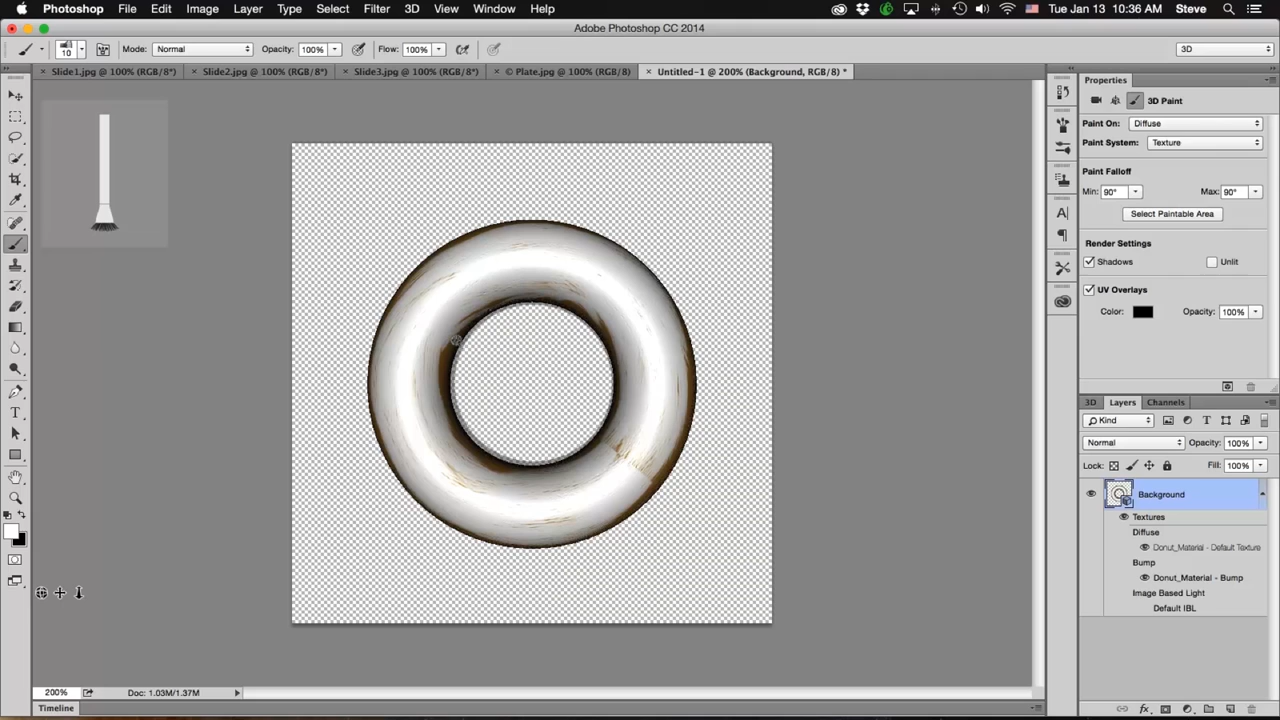 Photoshop File Edit Image Layer Type Select Filter 3D View Window Help Tue Jan 13 10:36 AM Steve
Adobe Photoshop CC 2014
10 Mode: Normal Opacity: 100% Flow: 100% 3D
Slide1.jpg @ 100% (RGB/8*) Slide2.jpg @ 100% (RGB/8*) Slide3.jpg @ 100% (RGB/8*) © Plate.jpg @ 100% (RGB/8) Untitled-1 @ 200% (Background, RGB/8) *
Properties
3D Paint
Paint On: Diffuse
Paint System: Texture
Paint Falloff
Min: 90° Max: 90°
Select Paintable Area
Render Settings
Shadows Unlit
UV Overlays
Color: Opacity: 100%
3D Layers Channels
Kind
Normal Opacity: 100%
Lock: Fill: 100%
Background
Textures
Diffuse
Donut_Material - Default Texture
Bump
Donut_Material - Bump
Image Based Light
Default IBL
200% Doc: 1.03M/1.37M
Timeline